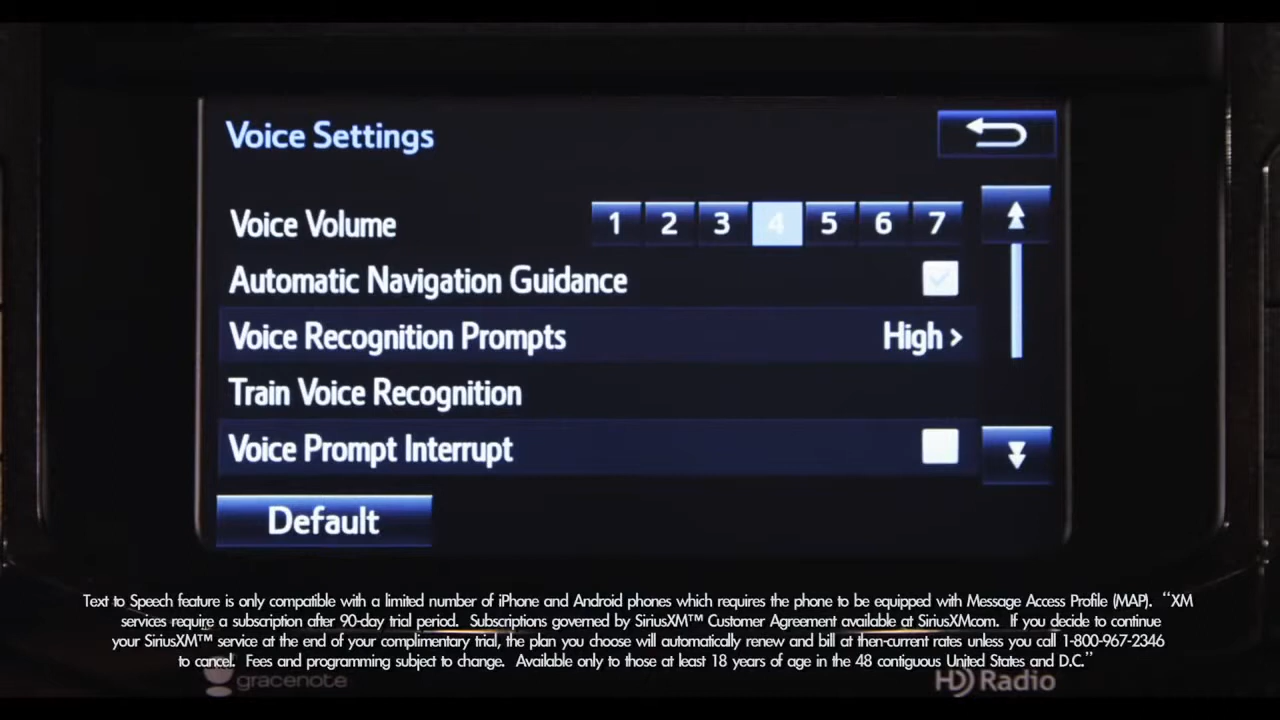 Voice Settings
Voice Volume 1 2 3 4 5 6 7
Automatic Navigation Guidance
Voice Recognition Prompts High >
Train Voice Recognition
Voice Prompt Interrupt
Default
Text to Speech feature is only compatible with a limited number of iPhone and Android phones which requires the phone to be equipped with Message Access Profile (MAP). “XM
services require a subscription after 90-day trial period. Subscriptions governed by SiriusXM™ Customer Agreement available at SiriusXMcom. If you decide to continue
your SiriusXM™ service at the end of your complimentary trial, the plan you choose will automatically renew and bill at then-current rates unless you call 1-800-967-2346
to cancel. Fees and programming subject to change. Available only to those at least 18 years of age in the 48 contiguous United States and D.C.”
gracenote HD Radio